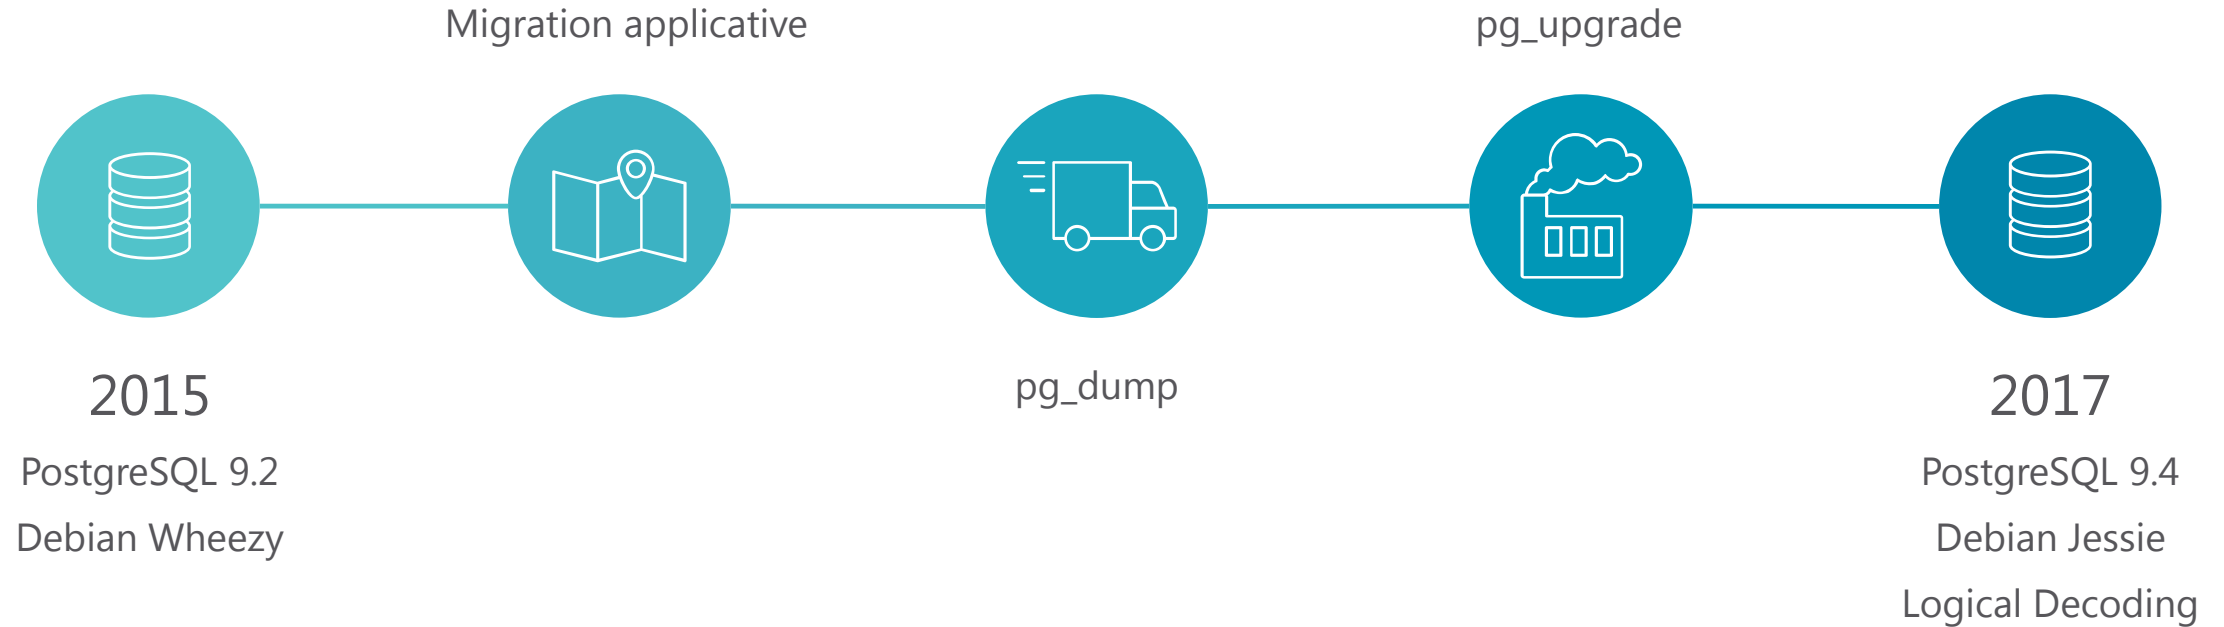 Migration applicative
pg_upgrade
2015
PostgreSQL 9.2
Debian Wheezy
pg_dump
2017
PostgreSQL 9.4
Debian Jessie
Logical Decoding